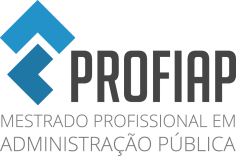 PROFIAP
MESTRADO PROFISSIONAL EM
ADMINISTRAÇÃO PÚBLICA